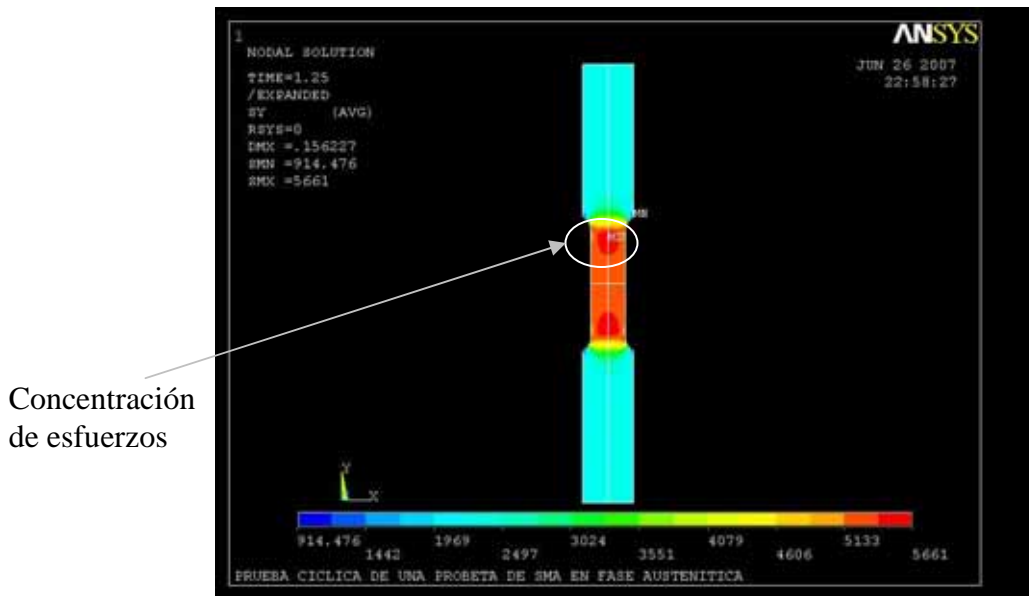 1
NODAL SOLUTION
TIME=1.25
/EXPANDED
SY (AVG)
RSYS=0
DMX =.156227
SMN =914.476
SMX =5661
ANSYS
JUN 26 2007
22:58:27
MN
MX
Concentración
de esfuerzos
Y
X
914.476 1969 3024 4079 5133
1442 2497 3551 4606 5661
PRUEBA CICLICA DE UNA PROBETA DE SMA EN FASE AUSTENITICA